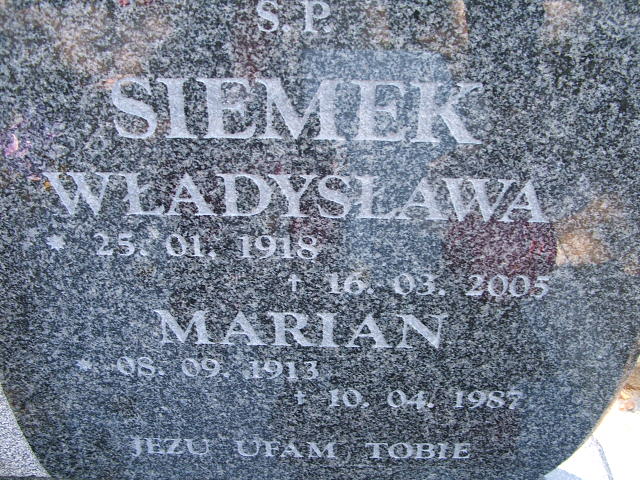 S.P.
SIEMEK
WŁADYSŁAWA
* 25. 01. 1918
† 16. 03. 2005
MARIAN
* 08. 09. 1913
† 10. 04. 1987
JEZU UFAM TOBIE